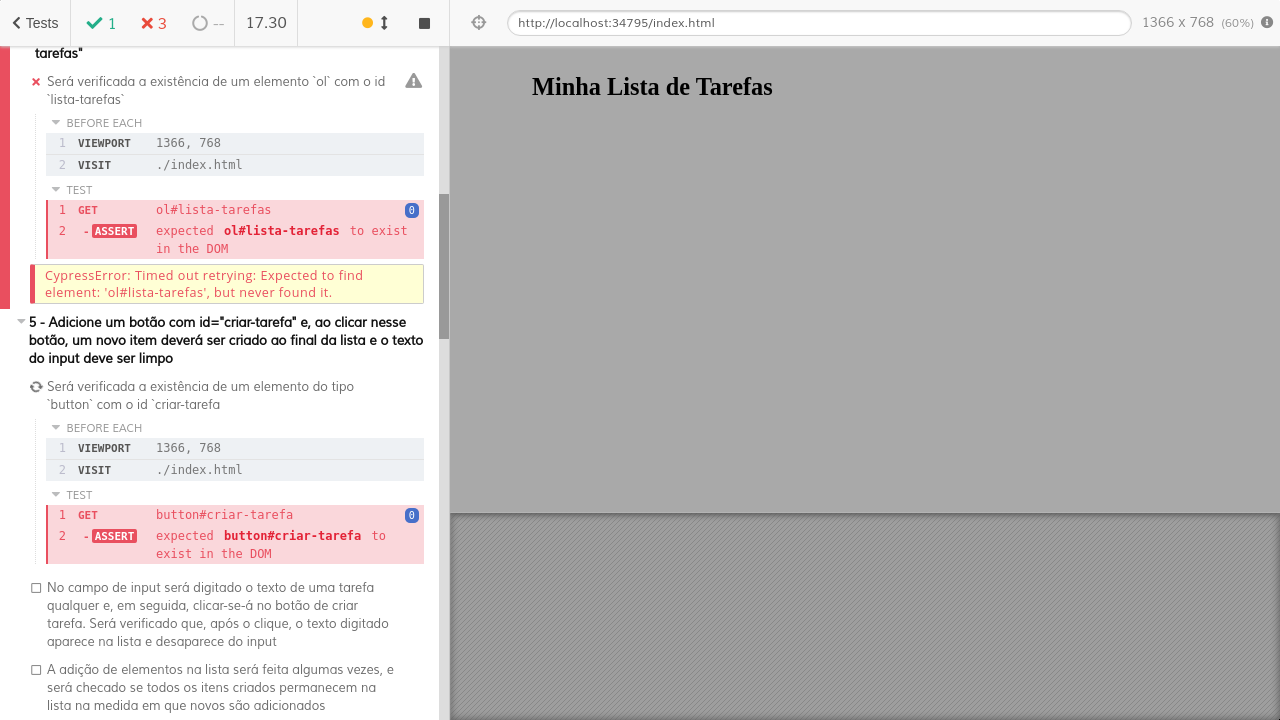 Tests 1 3 -- 17.30
http://localhost:34795/index.html 1366 x 768 (60%)
tarefas"
Será verificada a existência de um elemento `ol` com o id
`lista-tarefas`
BEFORE EACH
1 VIEWPORT 1366, 768
2 VISIT ./index.html
TEST
1 GET ol#lista-tarefas 0
2 - ASSERT expected ol#lista-tarefas to exist
in the DOM
CypressError: Timed out retrying: Expected to find
element: 'ol#lista-tarefas', but never found it.
5 - Adicione um botão com id="criar-tarefa" e, ao clicar nesse
botão, um novo item deverá ser criado ao final da lista e o texto
do input deve ser limpo
Será verificada a existência de um elemento do tipo
`button` com o id `criar-tarefa
BEFORE EACH
1 VIEWPORT 1366, 768
2 VISIT ./index.html
TEST
1 GET button#criar-tarefa 0
2 - ASSERT expected button#criar-tarefa to
exist in the DOM
No campo de input será digitado o texto de uma tarefa
qualquer e, em seguida, clicar-se-á no botão de criar
tarefa. Será verificado que, após o clique, o texto digitado
aparece na lista e desaparece do input
A adição de elementos na lista será feita algumas vezes, e
será checado se todos os itens criados permanecem na
lista na medida em que novos são adicionados
Minha Lista de Tarefas